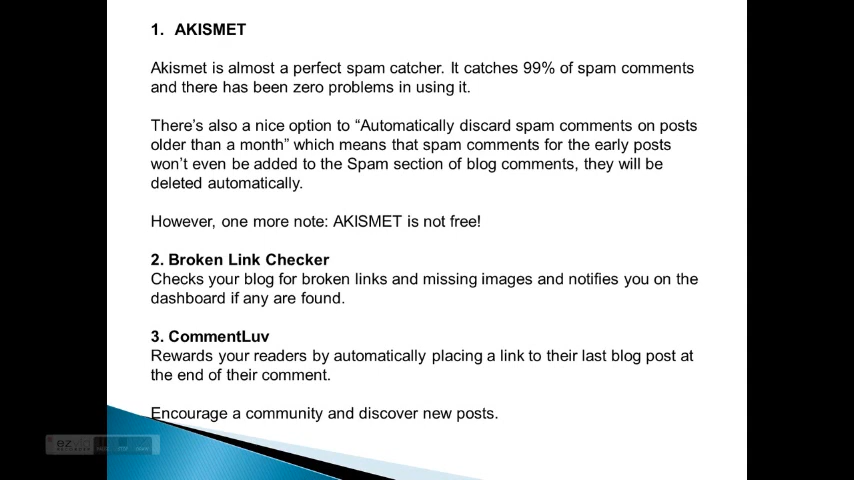 1. AKISMET
Akismet is almost a perfect spam catcher. It catches 99% of spam comments
and there has been zero problems in using it.
There's also a nice option to “Automatically discard spam comments on posts
older than a month” which means that spam comments for the early posts
won't even be added to the Spam section of blog comments, they will be
deleted automatically.
However, one more note: AKISMET is not free!
2. Broken Link Checker
Checks your blog for broken links and missing images and notifies you on the
dashboard if any are found.
3. CommentLuv
Rewards your readers by automatically placing a link to their last blog post at
the end of their comment.
Encourage a community and discover new posts.
ezvid